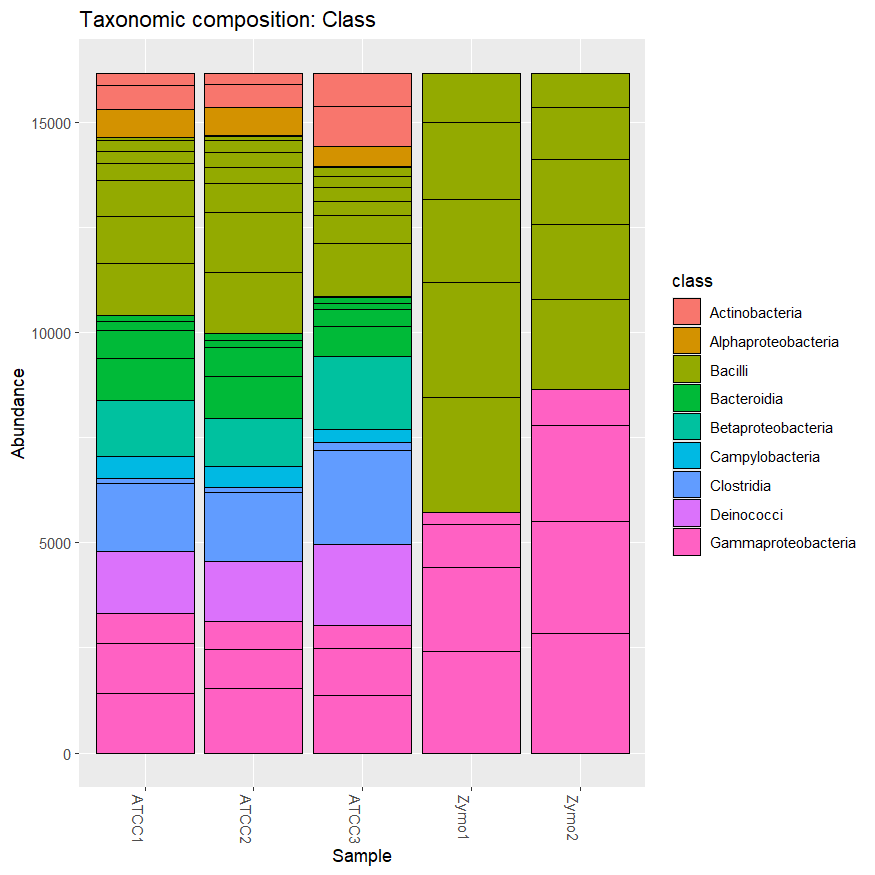 Taxonomic composition: Class
Abundance
15000
10000
5000
0
ATCC1
ATCC2
ATCC3
Zymo1
Zymo2
Sample
class
Actinobacteria
Alphaproteobacteria
Bacilli
Bacteroidia
Betaproteobacteria
Campylobacteria
Clostridia
Deinococci
Gammaproteobacteria